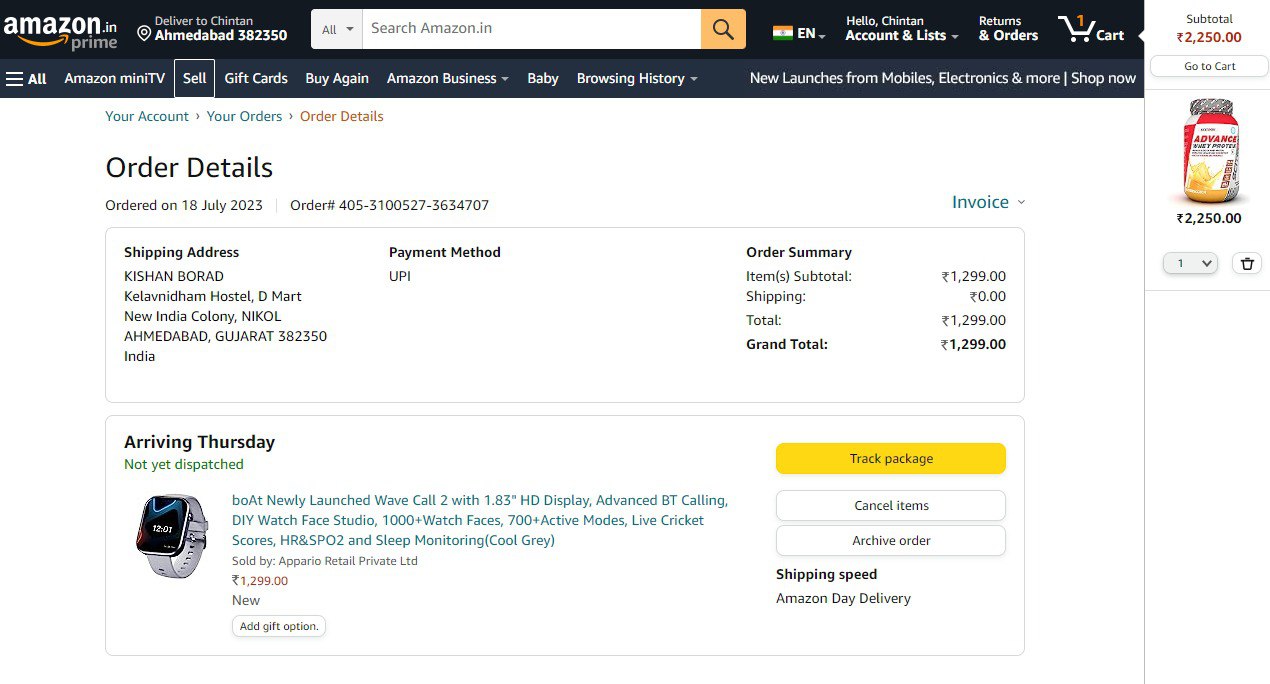 amazon.in
prime
Deliver to Chintan
Ahmedabad 382350
All
Search Amazon.in
EN
Hello, Chintan
Account & Lists
Returns
& Orders
1
Cart
All
Amazon miniTV
Sell
Gift Cards
Buy Again
Amazon Business
Baby
Browsing History
New Launches from Mobiles, Electronics & more | Shop now
Subtotal
₹2,250.00
Go to Cart
ADVANCE
WHEY PROTEIN
₹2,250.00
1
Your Account › Your Orders › Order Details
Order Details
Ordered on 18 July 2023
Order# 405-3100527-3634707
Invoice
Shipping Address
KISHAN BORAD
Kelavnidham Hostel, D Mart
New India Colony, NIKOL
AHMEDABAD, GUJARAT 382350
India
Payment Method
UPI
Order Summary
Item(s) Subtotal: ₹1,299.00
Shipping: ₹0.00
Total: ₹1,299.00
Grand Total: ₹1,299.00
Arriving Thursday
Not yet dispatched
12:01
boAt Newly Launched Wave Call 2 with 1.83" HD Display, Advanced BT Calling,
DIY Watch Face Studio, 1000+Watch Faces, 700+Active Modes, Live Cricket
Scores, HR&SPO2 and Sleep Monitoring(Cool Grey)
Sold by: Appario Retail Private Ltd
₹1,299.00
New
Add gift option.
Track package
Cancel items
Archive order
Shipping speed
Amazon Day Delivery